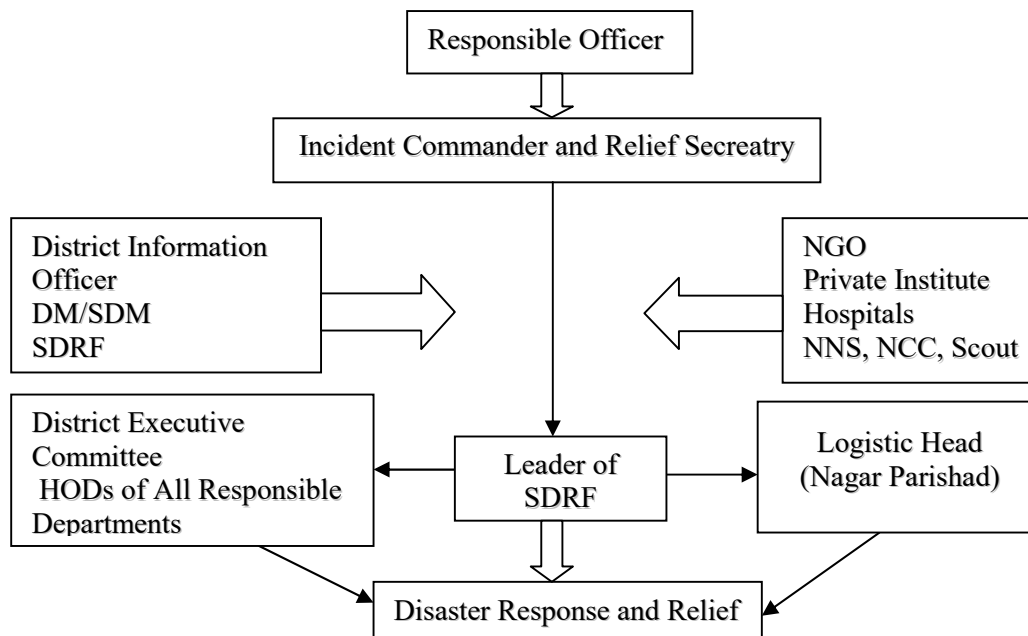 Responsible Officer
Incident Commander and Relief Secreatry
District Information
Officer
DM/SDM
SDRF
NGO
Private Institute
Hospitals
NNS, NCC, Scout
District Executive
Committee
HODs of All Responsible
Departments
Leader of
SDRF
Logistic Head
(Nagar Parishad)
Disaster Response and Relief